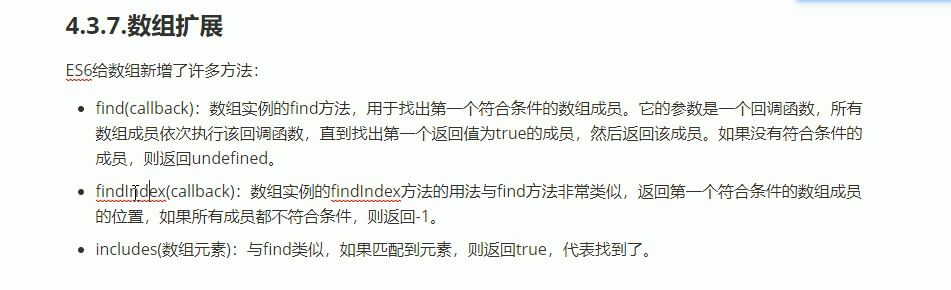 4.3.7.数组扩展
ES6给数组新增了许多方法：
• find(callback)：数组实例的find方法，用于找出第一个符合条件的数组成员。它的参数是一个回调函数，所有
数组成员依次执行该回调函数，直到找出第一个返回值为true的成员，然后返回该成员。如果没有符合条件的
成员，则返回undefined。
• findIndex(callback)：数组实例的findIndex方法的用法与find方法非常类似，返回第一个符合条件的数组成员
的位置，如果所有成员都不符合条件，则返回-1。
• includes(数组元素)：与find类似，如果匹配到元素，则返回true，代表找到了。